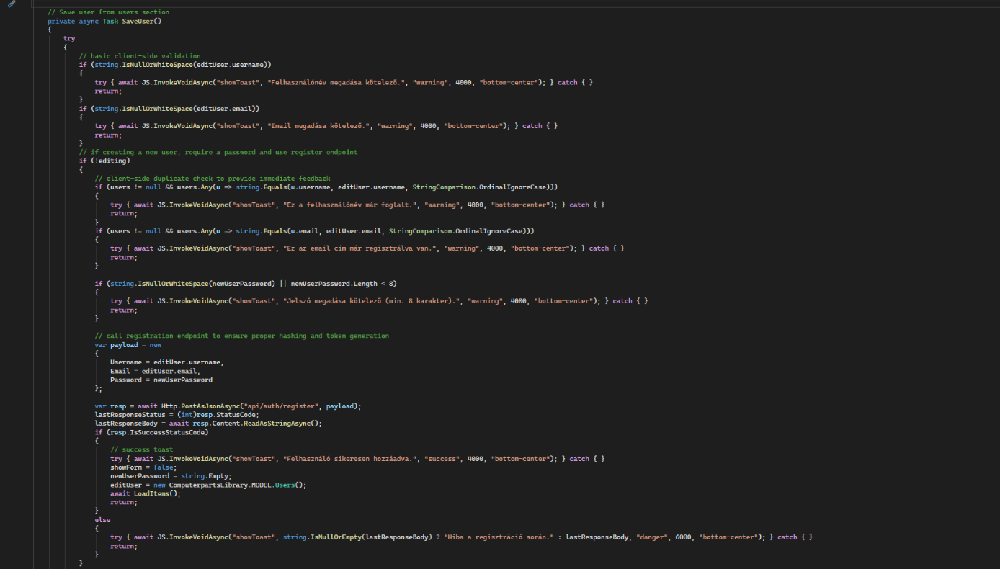 // Save user from users section
private async Task SaveUser()
{
try
{
// basic client-side validation
if (string.IsNullOrWhiteSpace(editUser.username))
{
try { await JS.InvokeVoidAsync("showToast", "Felhasználónév megadása kötelező.", "warning", 4000, "bottom-center"); } catch { }
return;
}
if (string.IsNullOrWhiteSpace(editUser.email))
{
try { await JS.InvokeVoidAsync("showToast", "Email megadása kötelező.", "warning", 4000, "bottom-center"); } catch { }
return;
}
// if creating a new user, require a password and use register endpoint
if (!editing)
{
// client-side duplicate check to provide immediate feedback
if (users != null && users.Any(u => string.Equals(u.username, editUser.username, StringComparison.OrdinalIgnoreCase)))
{
try { await JS.InvokeVoidAsync("showToast", "Ez a felhasználónév már foglalt.", "warning", 4000, "bottom-center"); } catch { }
return;
}
if (users != null && users.Any(u => string.Equals(u.email, editUser.email, StringComparison.OrdinalIgnoreCase)))
{
try { await JS.InvokeVoidAsync("showToast", "Ez az email cím már regisztrálva van.", "warning", 4000, "bottom-center"); } catch { }
return;
}
if (string.IsNullOrWhiteSpace(newUserPassword) || newUserPassword.Length < 8)
{
try { await JS.InvokeVoidAsync("showToast", "Jelszó megadása kötelező (min. 8 karakter).", "warning", 4000, "bottom-center"); } catch { }
return;
}
// call registration endpoint to ensure proper hashing and token generation
var payload = new
{
Username = editUser.username,
Email = editUser.email,
Password = newUserPassword
};
var resp = await Http.PostAsJsonAsync("api/auth/register", payload);
lastResponseStatus = (int)resp.StatusCode;
lastResponseBody = await resp.Content.ReadAsStringAsync();
if (resp.IsSuccessStatusCode)
{
// success toast
try { await JS.InvokeVoidAsync("showToast", "Felhasználó sikeresen hozzáadva.", "success", 4000, "bottom-center"); } catch { }
showForm = false;
newUserPassword = string.Empty;
editUser = new ComputerpartsLibrary.MODEL.Users();
await LoadItems();
return;
}
else
{
try { await JS.InvokeVoidAsync("showToast", string.IsNullOrEmpty(lastResponseBody) ? "Hiba a regisztráció során." : lastResponseBody, "danger", 6000, "bottom-center"); } catch { }
return;
}
}